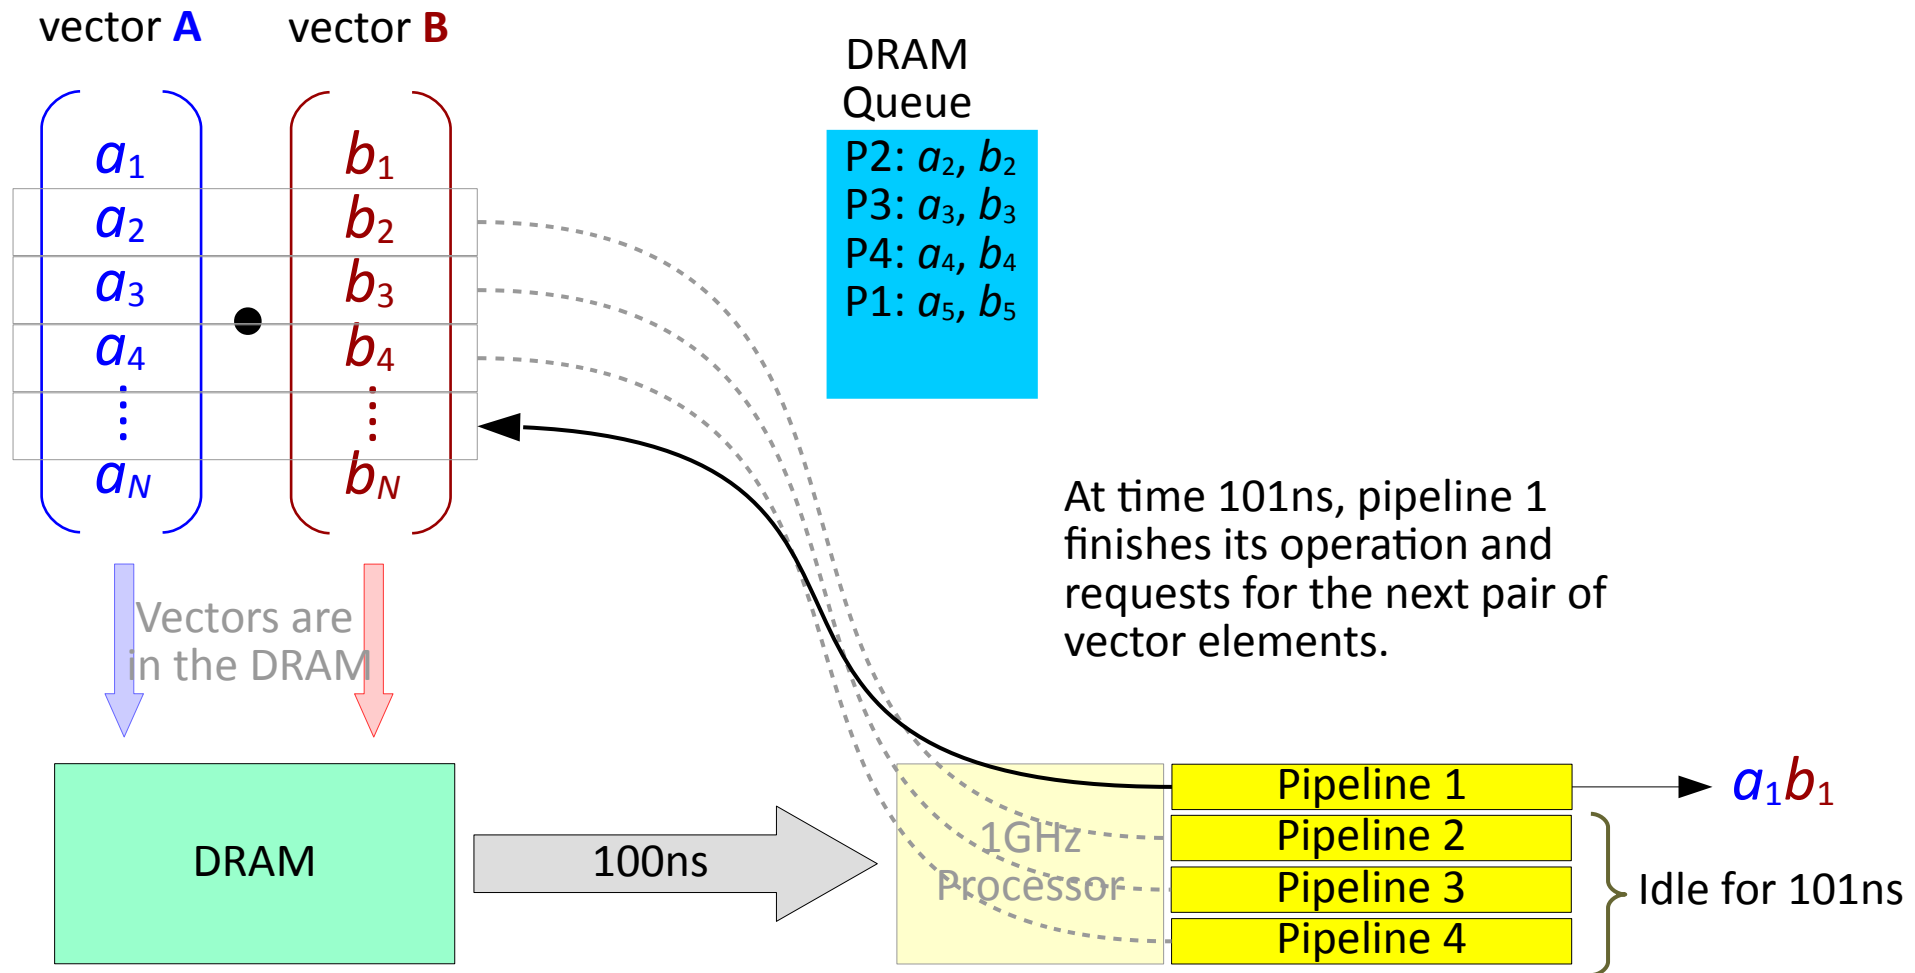 vector A vector B
DRAM
Queue
a1 b1
a2 b2
a3 b3
a4 b4
⋮ ⋮
aN bN
P2: a2, b2
P3: a3, b3
P4: a4, b4
P1: a5, b5
At time 101ns, pipeline 1
finishes its operation and
requests for the next pair of
vector elements.
Vectors are
in the DRAM
DRAM
100ns
1GHz
Processor
Pipeline 1
Pipeline 2
Pipeline 3
Pipeline 4
a1b1
Idle for 101ns